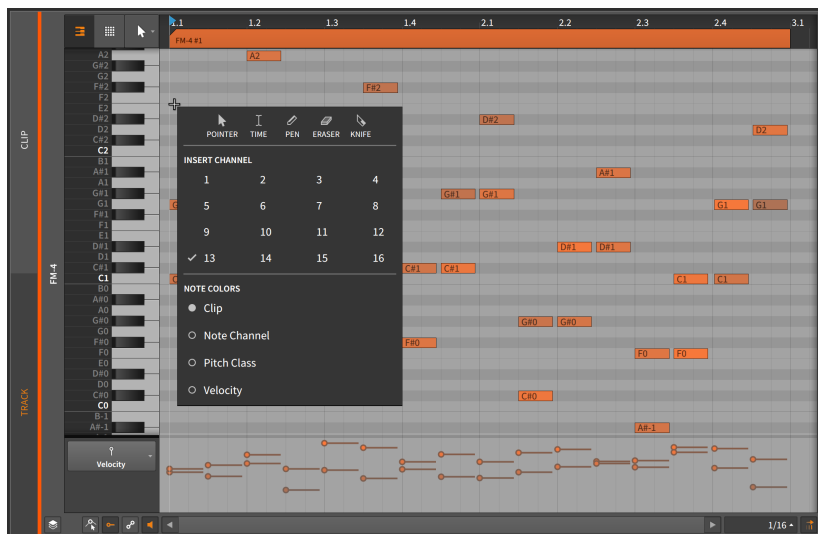 1.1 1.2 1.3 1.4 2.1 2.2 2.3 2.4 3.1
FM-4 #1
CLIP
TRACK
FM-4
A2
G#2
G2
F#2
F2
E2
D#2
D2
C#2
C2
B1
A#1
A1
G#1
G1
F#1
F1
E1
D#1
D1
C#1
C1
B0
A#0
A0
G#0
G0
F#0
F0
E0
D#0
D0
C#0
C0
B-1
A#-1
A2
F#2
D#2
D2
A#1
G#1 G#1
G1 G1
D#1 D#1
C#1 C#1
C1 C1
G#0 G#0
F#0
F0 F0
C#0
A#-1
POINTER TIME PEN ERASER KNIFE
INSERT CHANNEL
1 2 3 4
5 6 7 8
9 10 11 12
13 14 15 16
NOTE COLORS
Clip
Note Channel
Pitch Class
Velocity
Velocity
1/16